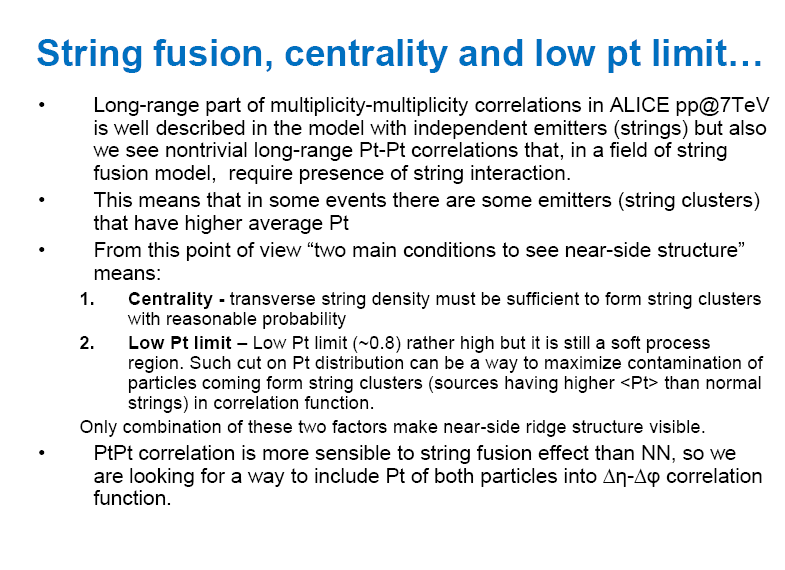 String fusion, centrality and low pt limit…
• Long-range part of multiplicity-multiplicity correlations in ALICE pp@7TeV
is well described in the model with independent emitters (strings) but also
we see nontrivial long-range Pt-Pt correlations that, in a field of string
fusion model, require presence of string interaction.
• This means that in some events there are some emitters (string clusters)
that have higher average Pt
• From this point of view “two main conditions to see near-side structure”
means:
1. Centrality - transverse string density must be sufficient to form string clusters
with reasonable probability
2. Low Pt limit – Low Pt limit (~0.8) rather high but it is still a soft process
region. Such cut on Pt distribution can be a way to maximize contamination of
particles coming form string clusters (sources having higher <Pt> than normal
strings) in correlation function.
Only combination of these two factors make near-side ridge structure visible.
• PtPt correlation is more sensible to string fusion effect than NN, so we
are looking for a way to include Pt of both particles into Δη-Δφ correlation
function.